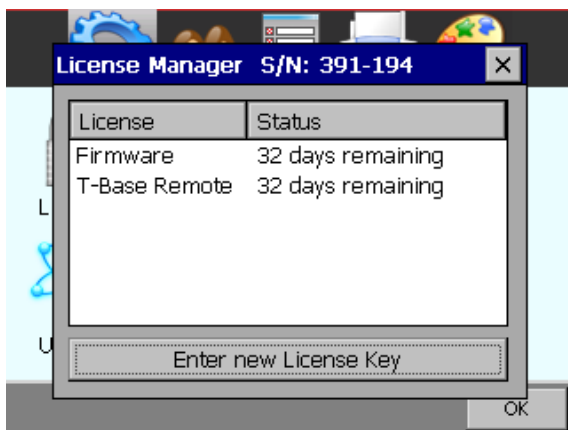 License Manager S/N: 391-194
License Status
Firmware 32 days remaining
T-Base Remote 32 days remaining
L
U
Enter new License Key
OK